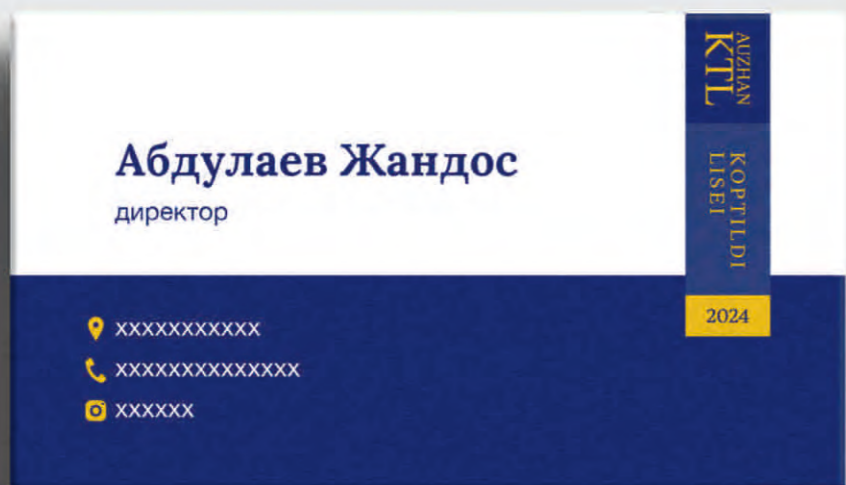 Абдулаев Жандос
директор
AUZHAN
KTL
KOPTILDI
LISEI
2024
xxxxxxxxxxx
xxxxxxxxxxxxxx
xxxxxx